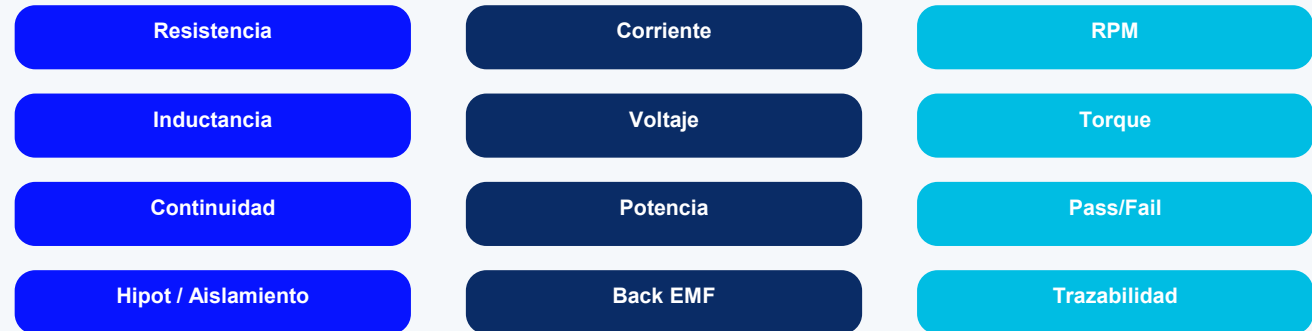 Resistencia
Corriente
RPM
Inductancia
Voltaje
Torque
Continuidad
Potencia
Pass/Fail
Hipot / Aislamiento
Back EMF
Trazabilidad